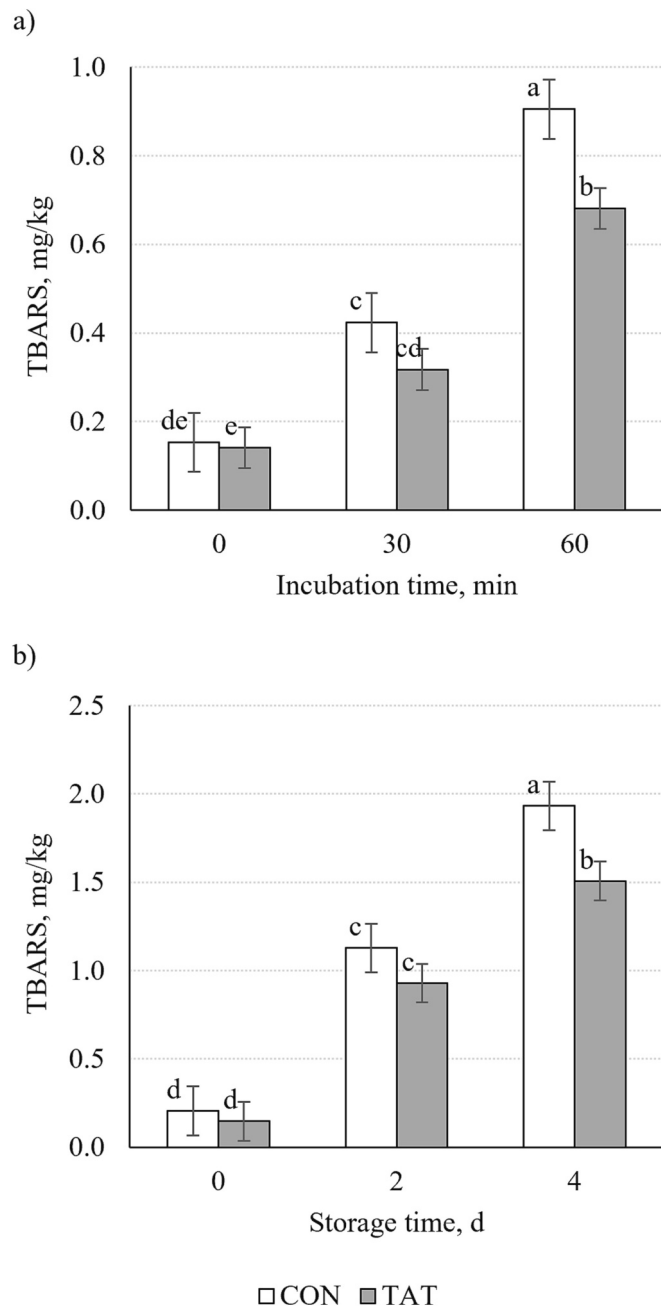 a)
1.0
a
0.8
b
0.6
TBARS, mg/kg
c
0.4
cd
0.2
de
e
0.0
0 30 60
Incubation time, min
b)
2.5
2.0
a
b
1.5
TBARS, mg/kg
c
c
1.0
0.5
d
d
0.0
0 2 4
Storage time, d
CON TAT